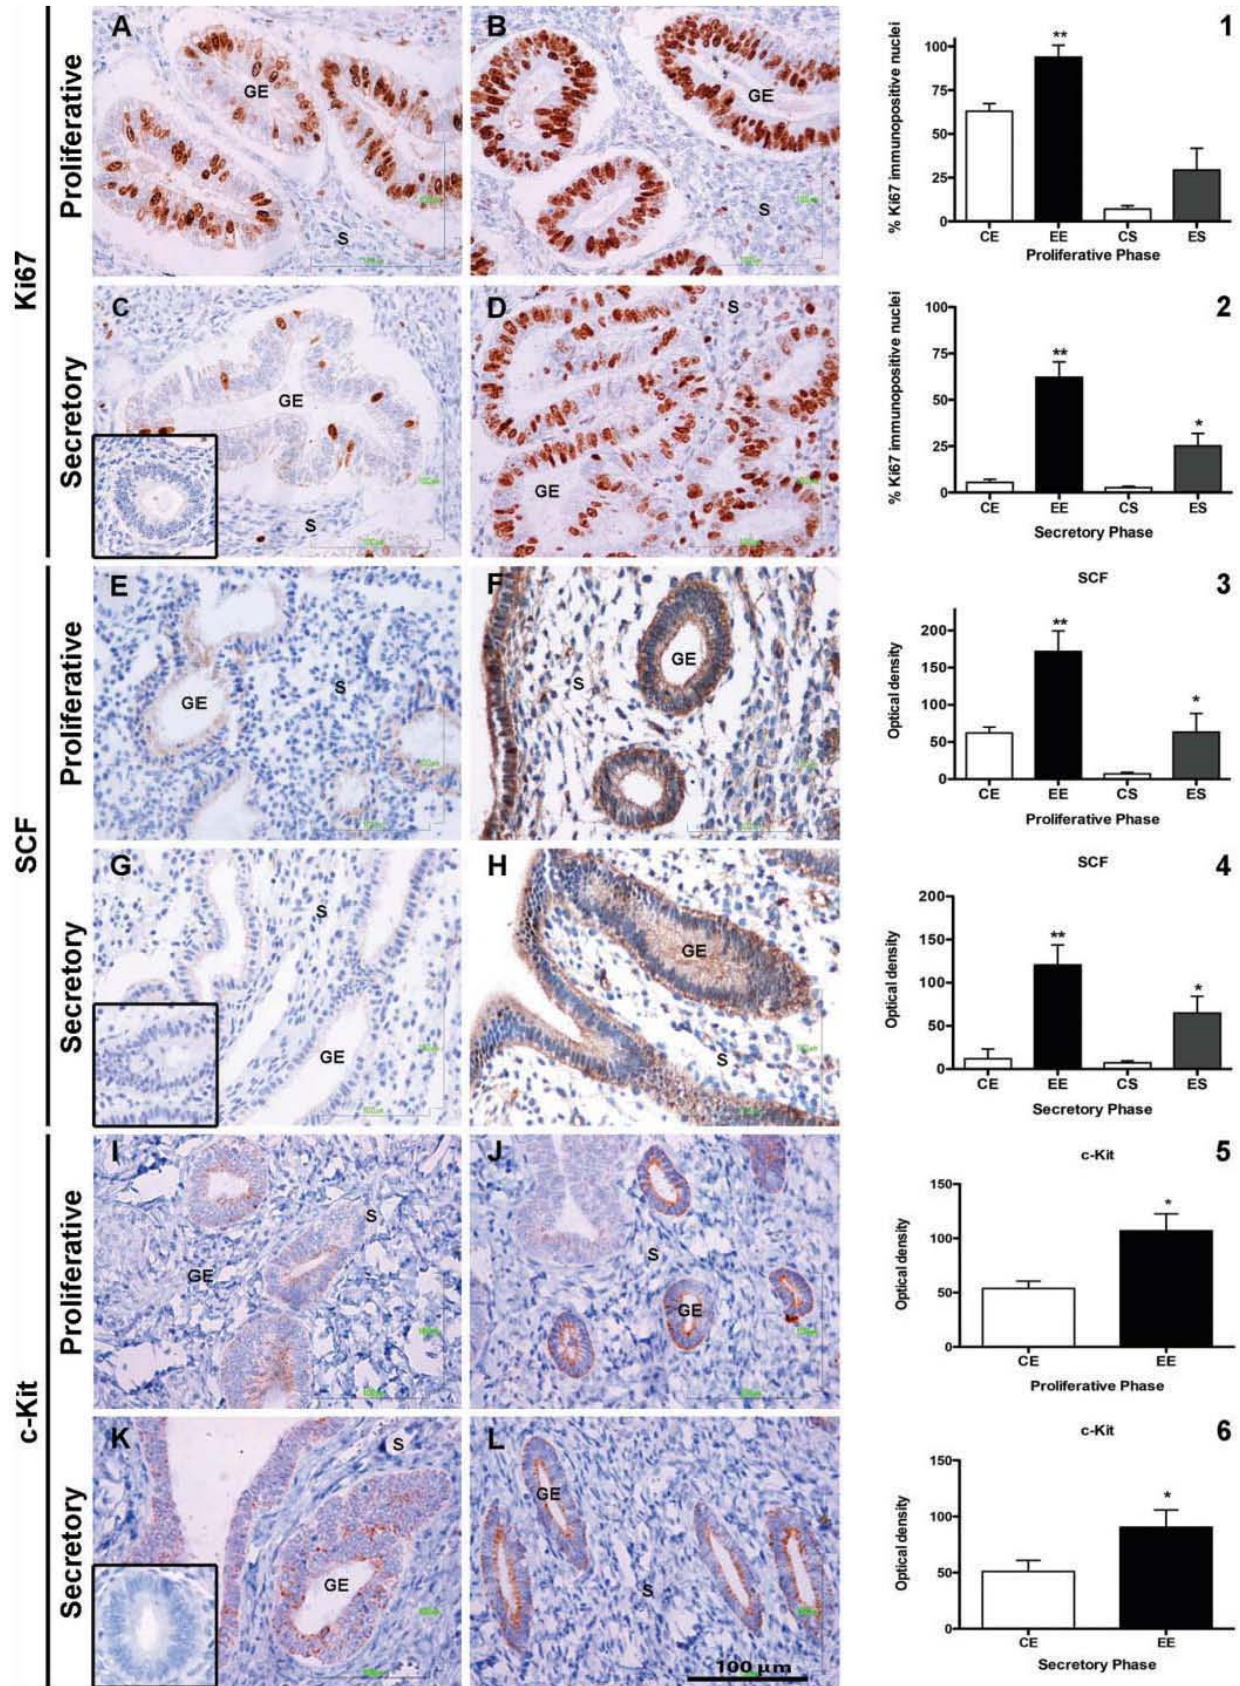 Ki67
Proliferative
A
GE
S
B
GE
S
1
% Ki67 immunopositive nuclei
100
75
50
25
0
**
CE EE CS ES
Proliferative Phase
Secretory
C
GE
S
D
S
GE
2
% Ki67 immunopositive nuclei
100
75
50
25
0
**
*
CE EE CS ES
Secretory Phase
SCF
Proliferative
E
GE
S
F
GE
S
SCF
3
Optical density
200
150
100
50
0
**
*
CE EE CS ES
Proliferative Phase
Secretory
G
S
GE
H
GE
S
SCF
4
Optical density
200
150
100
50
0
**
*
CE EE CS ES
Secretory Phase
c-Kit
Proliferative
I
S
GE
J
S
GE
c-Kit
5
Optical density
150
100
50
0
*
CE EE
Proliferative Phase
Secretory
K
S
GE
L
GE
S
100 µm
c-Kit
6
Optical density
150
100
50
0
*
CE EE
Secretory Phase